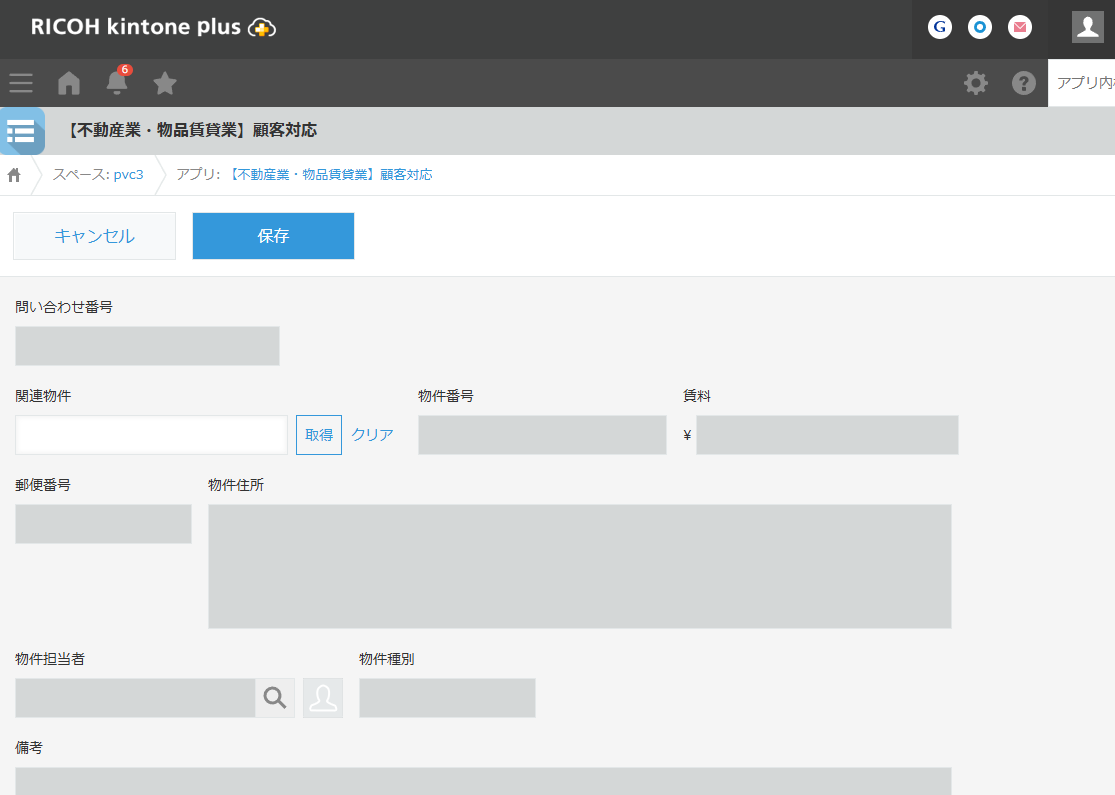 RICOH kintone plus
G
6
アプリ内
【不動産業・物品賃貸業】顧客対応
スペース: pvc3 アプリ: 【不動産業・物品賃貸業】顧客対応
キャンセル 保存
問い合わせ番号
関連物件 物件番号 賃料
取得 クリア ¥
郵便番号 物件住所
物件担当者 物件種別
備考